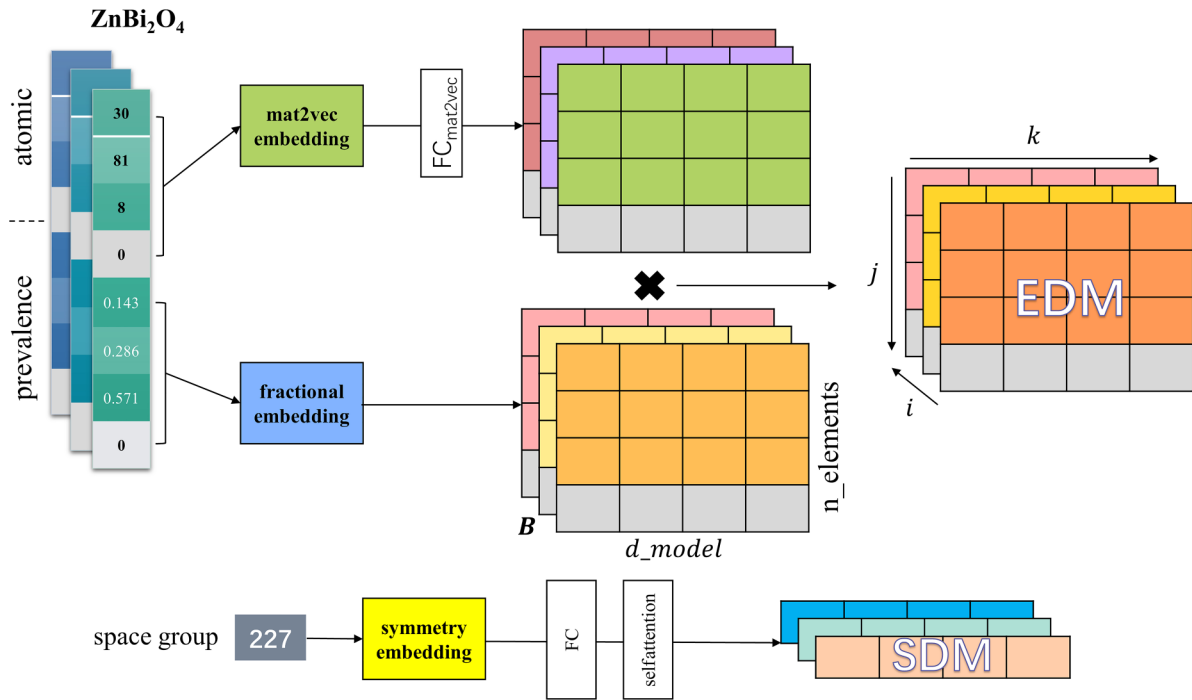 ZnBi₂O₄
atomic
prevalence
30
81
8
0
0.143
0.286
0.571
0
mat2vec
embedding
FC_mat2vec
fractional
embedding
B
d_model
n_elements
k
j
i
EDM
space group
227
symmetry
embedding
FC
selfattention
SDM